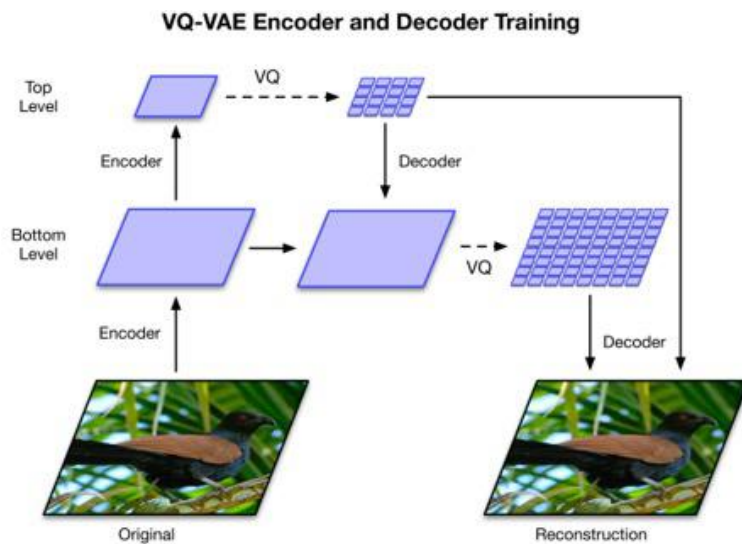 VQ-VAE Encoder and Decoder Training
Top
Level
VQ
Encoder
Decoder
Bottom
Level
VQ
Encoder
Decoder
Original
Reconstruction